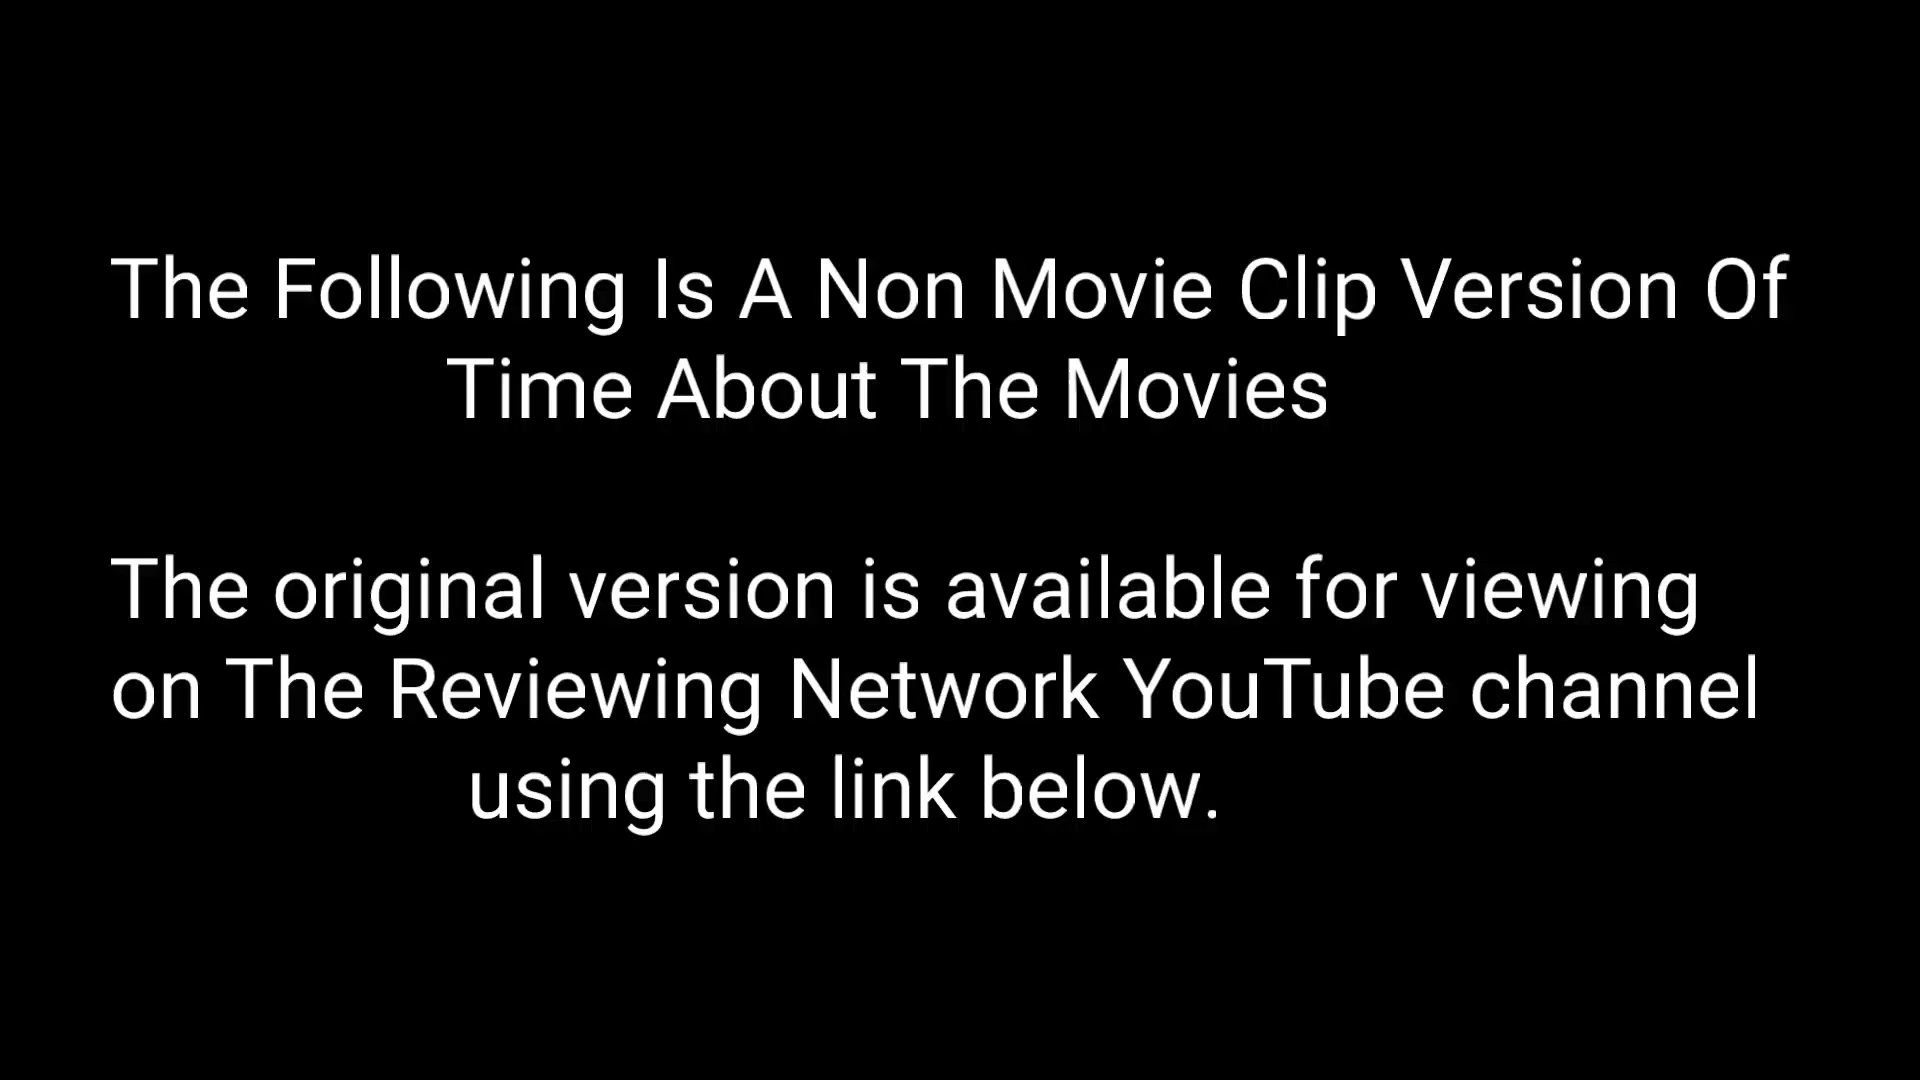 The Following Is A Non Movie Clip Version Of
Time About The Movies
The original version is available for viewing
on The Reviewing Network YouTube channel
using the link below.